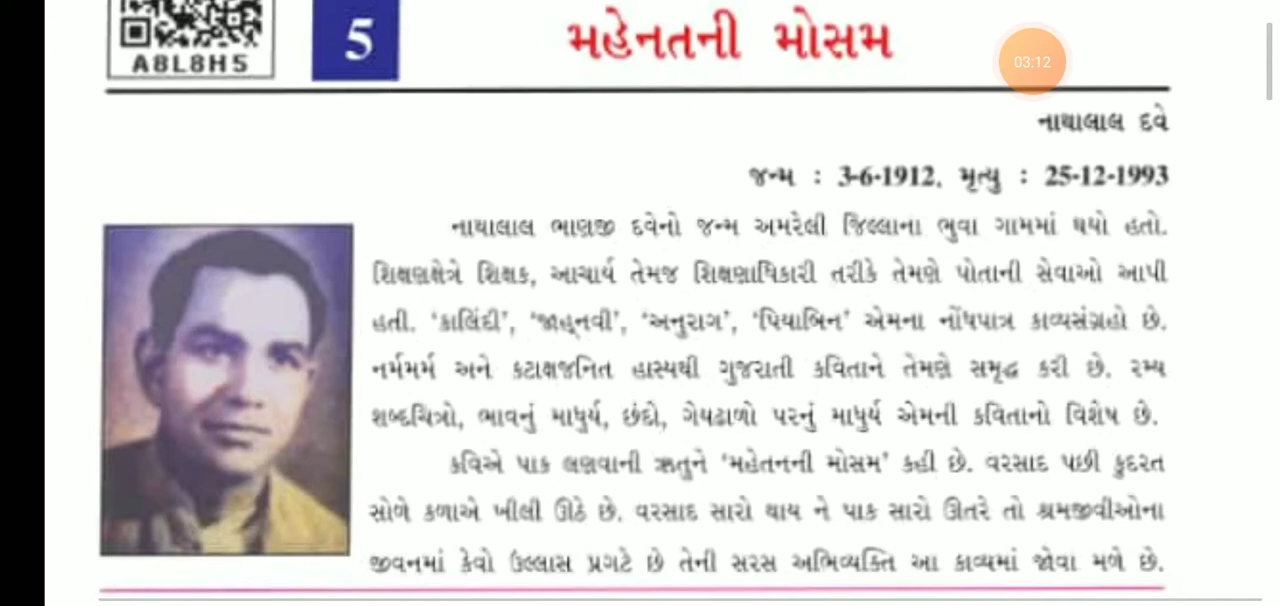 A8L8H5
5
મહેનતની મોસમ
03:12
નાથાલાલ દવે
જન્મ : 3-6-1912, મૃત્યુ : 25-12-1993
નાથાલાલ ભાણજી દવેનો જન્મ અમરેલી જિલ્લાના ભુવા ગામમાં થયો હતો.
શિક્ષણક્ષેત્રે શિક્ષક, આચાર્ય તેમજ શિક્ષણાધિકારી તરીકે તેમણે પોતાની સેવાઓ આપી
હતી. ‘કાલિંદી’, ‘જાહ્નવી’, ‘અનુરાગ’, ‘પિયાબિન’ એમના નોંધપાત્ર કાવ્યસંગ્રહો છે.
નર્મમર્મ અને કટાક્ષજનિત હાસ્યથી ગુજરાતી કવિતાને તેમણે સમૃદ્ધ કરી છે. રમ્ય
શબ્દચિત્રો, ભાવનું માધુર્ય, છંદો, ગેયઢાળો પરનું માધુર્ય એમની કવિતાનો વિશેષ છે.
કવિએ પાક લણવાની ઋતુને ‘મહેતનની મોસમ’ કહી છે. વરસાદ પછી કુદરત
સોળે કળાએ ખીલી ઊઠે છે. વરસાદ સારો થાય ને પાક સારો ઊતરે તો શ્રમજીવીઓના
જીવનમાં કેવો ઉલ્લાસ પ્રગટે છે તેની સરસ અભિવ્યક્તિ આ કાવ્યમાં જોવા મળે છે.